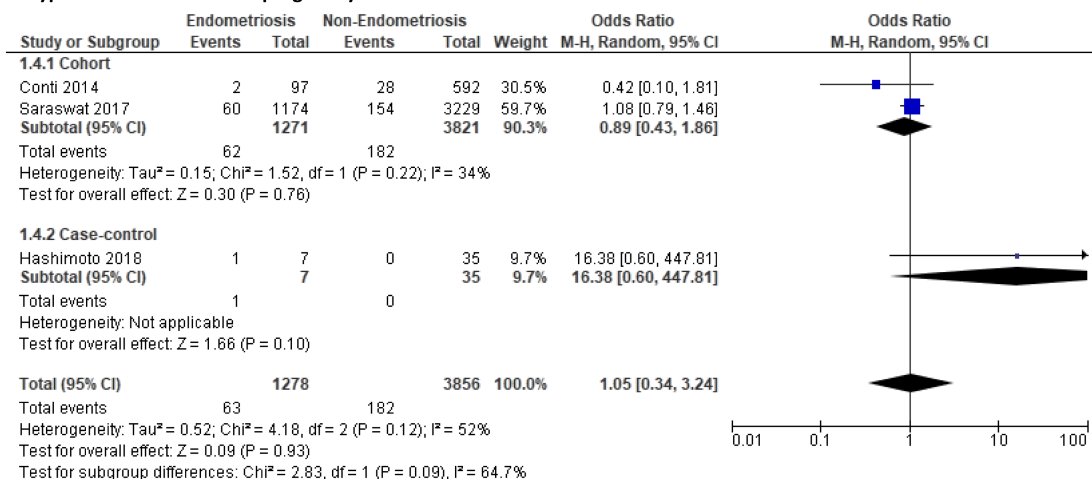 Endometriosis Non-Endometriosis Odds Ratio Odds Ratio
Study or Subgroup Events Total Events Total Weight M-H, Random, 95% CI M-H, Random, 95% CI
1.4.1 Cohort
Conti 2014 2 97 28 592 30.5% 0.42 [0.10, 1.81]
Saraswat 2017 60 1174 154 3229 59.7% 1.08 [0.79, 1.46]
Subtotal (95% CI) 1271 3821 90.3% 0.89 [0.43, 1.86]
Total events 62 182
Heterogeneity: Tau² = 0.15; Chi² = 1.52, df = 1 (P = 0.22); I² = 34%
Test for overall effect: Z = 0.30 (P = 0.76)
1.4.2 Case-control
Hashimoto 2018 1 7 0 35 9.7% 16.38 [0.60, 447.81]
Subtotal (95% CI) 7 35 9.7% 16.38 [0.60, 447.81]
Total events 1 0
Heterogeneity: Not applicable
Test for overall effect: Z = 1.66 (P = 0.10)
Total (95% CI) 1278 3856 100.0% 1.05 [0.34, 3.24]
Total events 63 182
Heterogeneity: Tau² = 0.52; Chi² = 4.18, df = 2 (P = 0.12); I² = 52%
Test for overall effect: Z = 0.09 (P = 0.93)
Test for subgroup differences: Chi² = 2.83, df = 1 (P = 0.09), I² = 64.7%
0.01 0.1 1 10 100